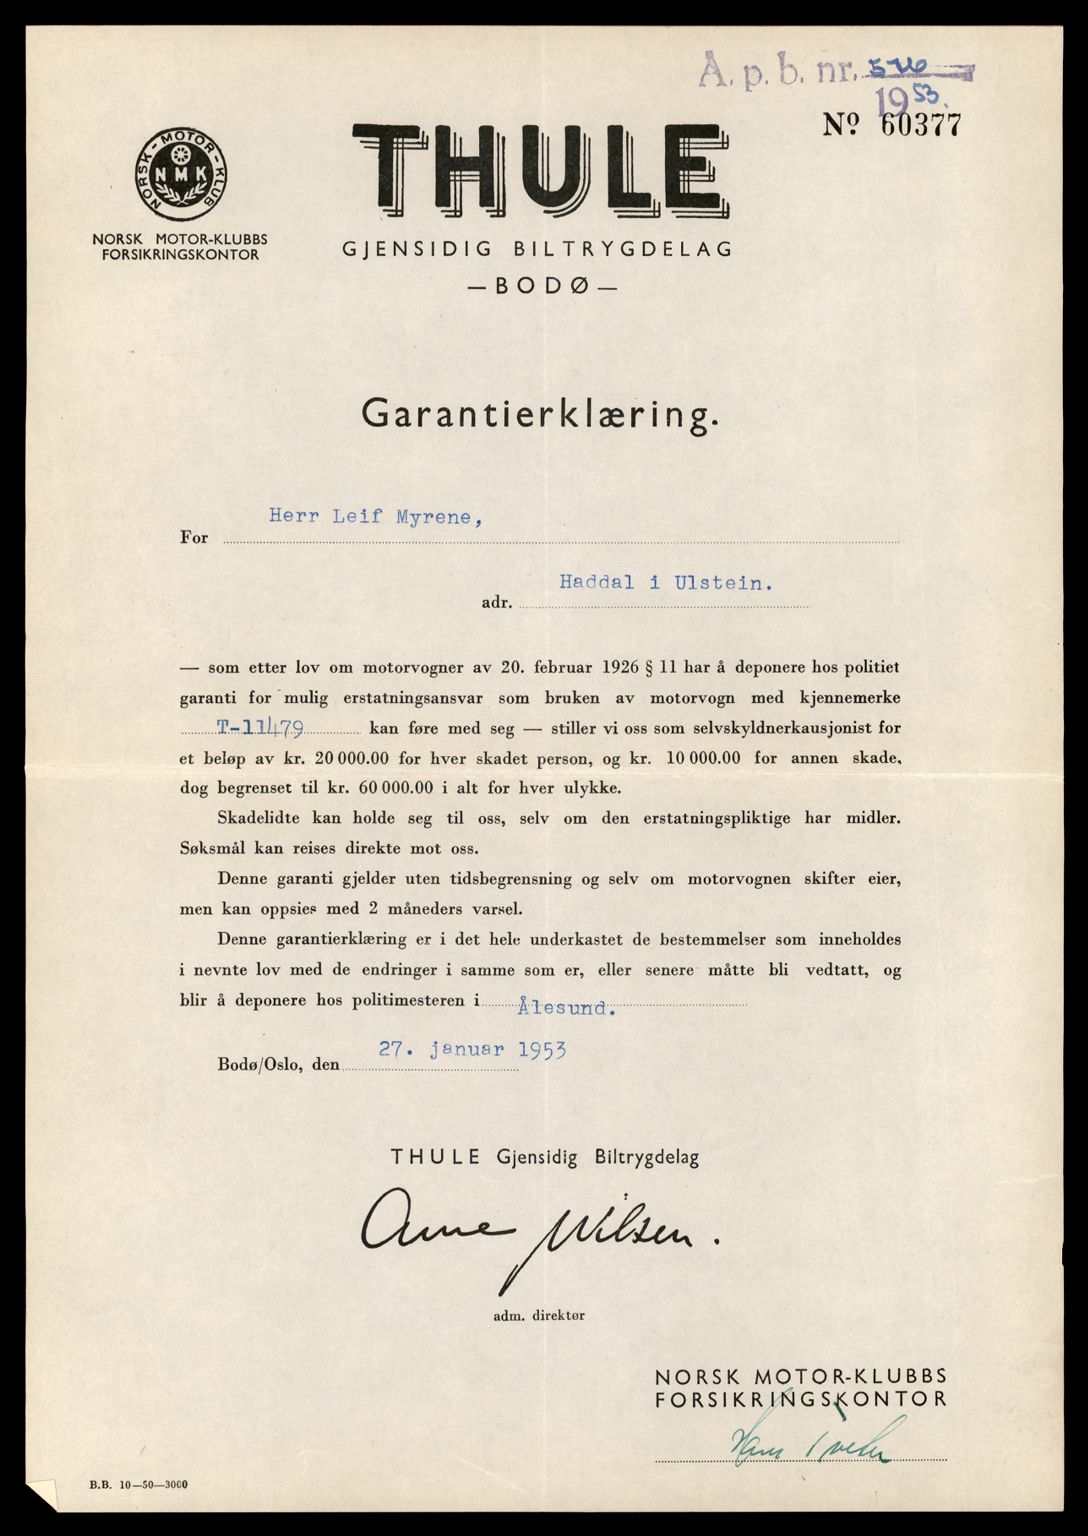 A. p. b. nr. 
1953.
Nº 60377
NORSK-MOTOR-KLUB
NMK
NORSK MOTOR-KLUBBS
FORSIKRINGSKONTOR
THULE
GJENSIDIG BILTRYGDELAG
—BODØ—
Garantierklæring.
Herr Leif Myrene,
For
Haddal i Ulstein.
adr.
— som etter lov om motorvogner av 20. februar 1926 § 11 har å deponere hos politiet
garanti for mulig erstatningsansvar som bruken av motorvogn med kjennemerke
T-11479 kan føre med seg — stiller vi oss som selvskyldnerkausjonist for
et beløp av kr. 20 000.00 for hver skadet person, og kr. 10 000.00 for annen skade,
dog begrenset til kr. 60 000.00 i alt for hver ulykke.
Skadelidte kan holde seg til oss, selv om den erstatningspliktige har midler.
Søksmål kan reises direkte mot oss.
Denne garanti gjelder uten tidsbegrensning og selv om motorvognen skifter eier,
men kan oppsies med 2 måneders varsel.
Denne garantierklæring er i det hele underkastet de bestemmelser som inneholdes
i nevnte lov med de endringer i samme som er, eller senere måtte bli vedtatt, og
blir å deponere hos politimesteren i Ålesund.
Bodø/Oslo, den 27. januar 1953
THULE Gjensidig Biltrygdelag
Arne Nilsen.
adm. direktør
NORSK MOTOR-KLUBBS
FORSIKRINGSKONTOR
B.B. 10—50—3000